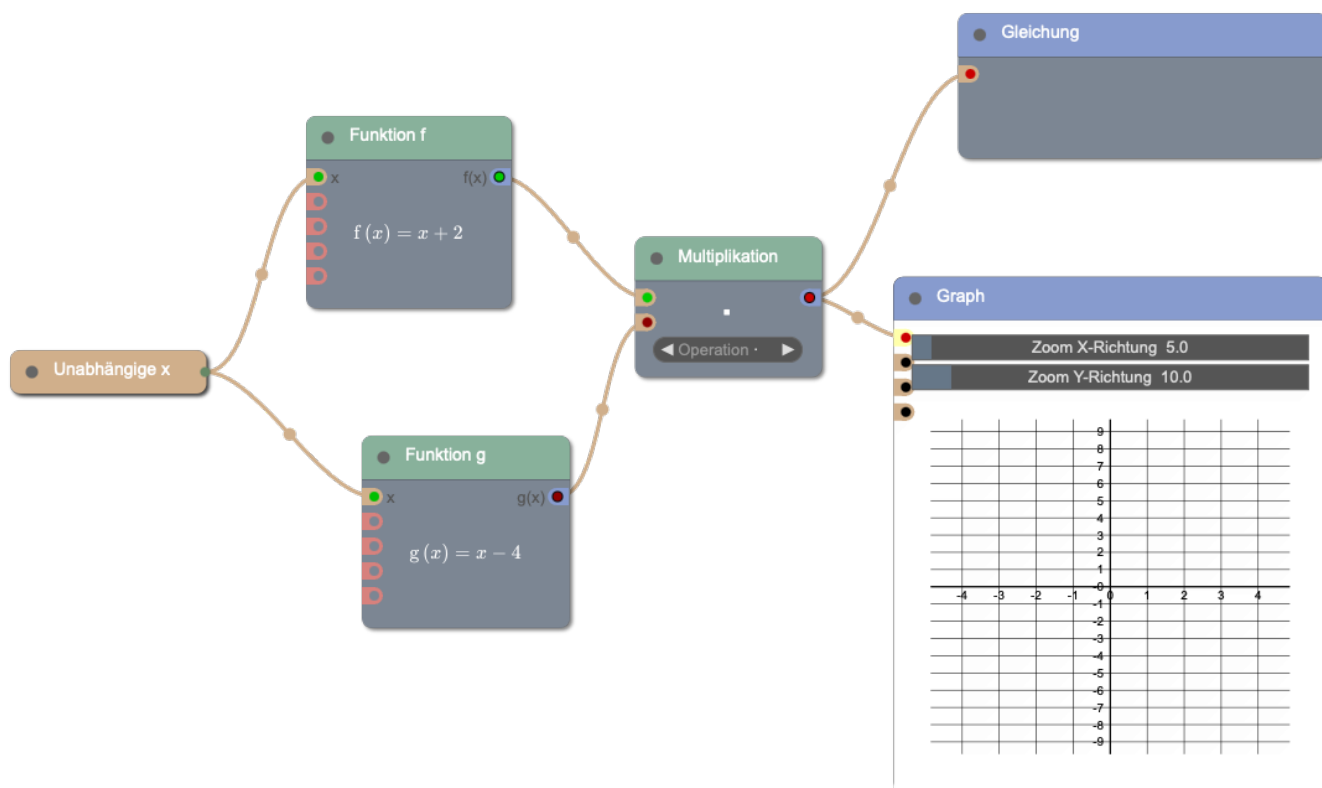 Gleichung
Funktion f
x
f(x)
f (x) = x + 2
Multiplikation
·
◀ Operation · ▶
Unabhängige x
Funktion g
x
g(x)
g (x) = x − 4
Graph
Zoom X-Richtung 5.0
Zoom Y-Richtung 10.0
9
8
7
6
5
4
3
2
1
-0
-4 -3 -2 -1 0 1 2 3 4
-1
-2
-3
-4
-5
-6
-7
-8
-9